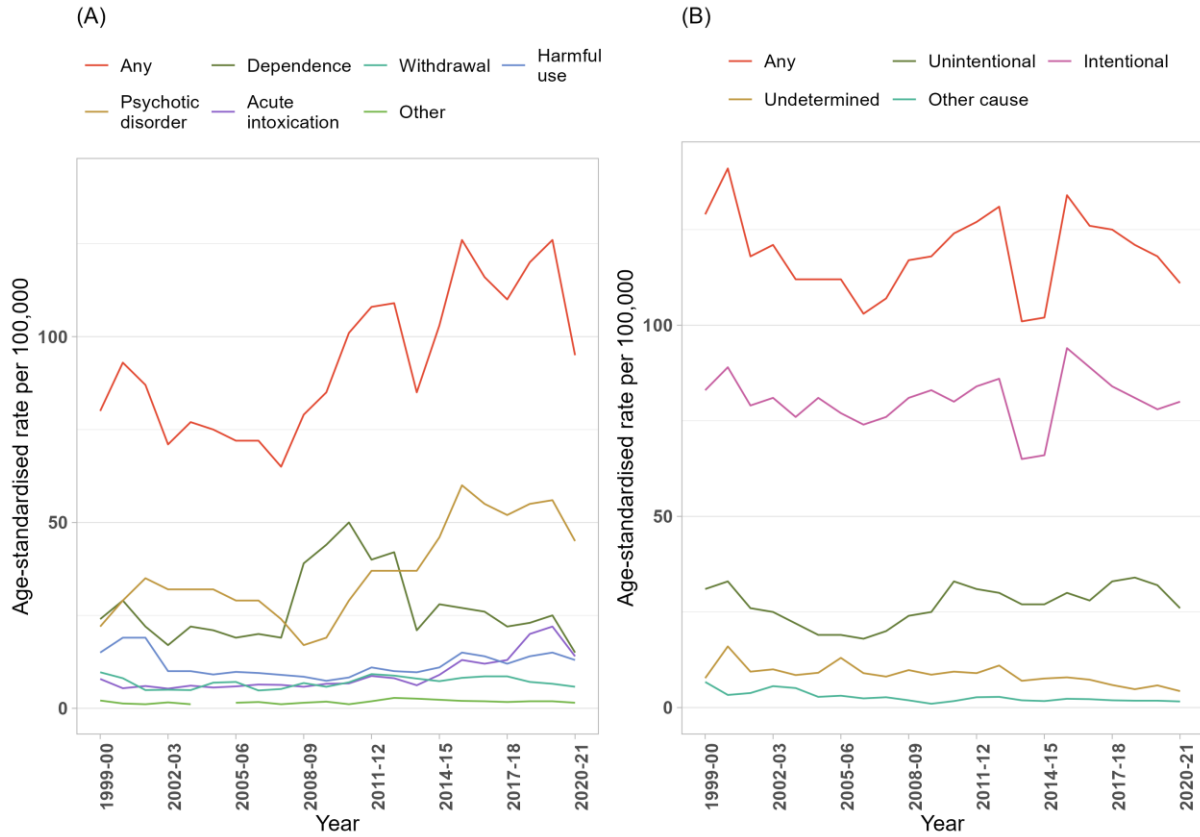 (A)
Any
Dependence
Withdrawal
Harmful
use
Psychotic
disorder
Acute
intoxication
Other
Age-standardised rate per 100,000
100
50
0
1999-00
2002-03
2005-06
2008-09
2011-12
2014-15
2017-18
2020-21
Year
(B)
Any
Unintentional
Intentional
Undetermined
Other cause
Age-standardised rate per 100,000
100
50
0
1999-00
2002-03
2005-06
2008-09
2011-12
2014-15
2017-18
2020-21
Year